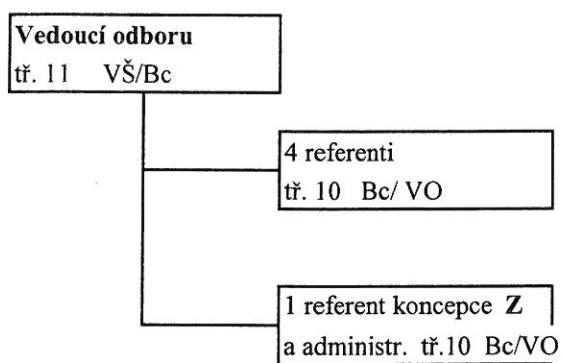 Vedoucí odboru
tř. 11 VŠ/Bc
4 referenti
tř. 10 Bc/ VO
1 referent koncepce Z
a administr. tř.10 Bc/VO